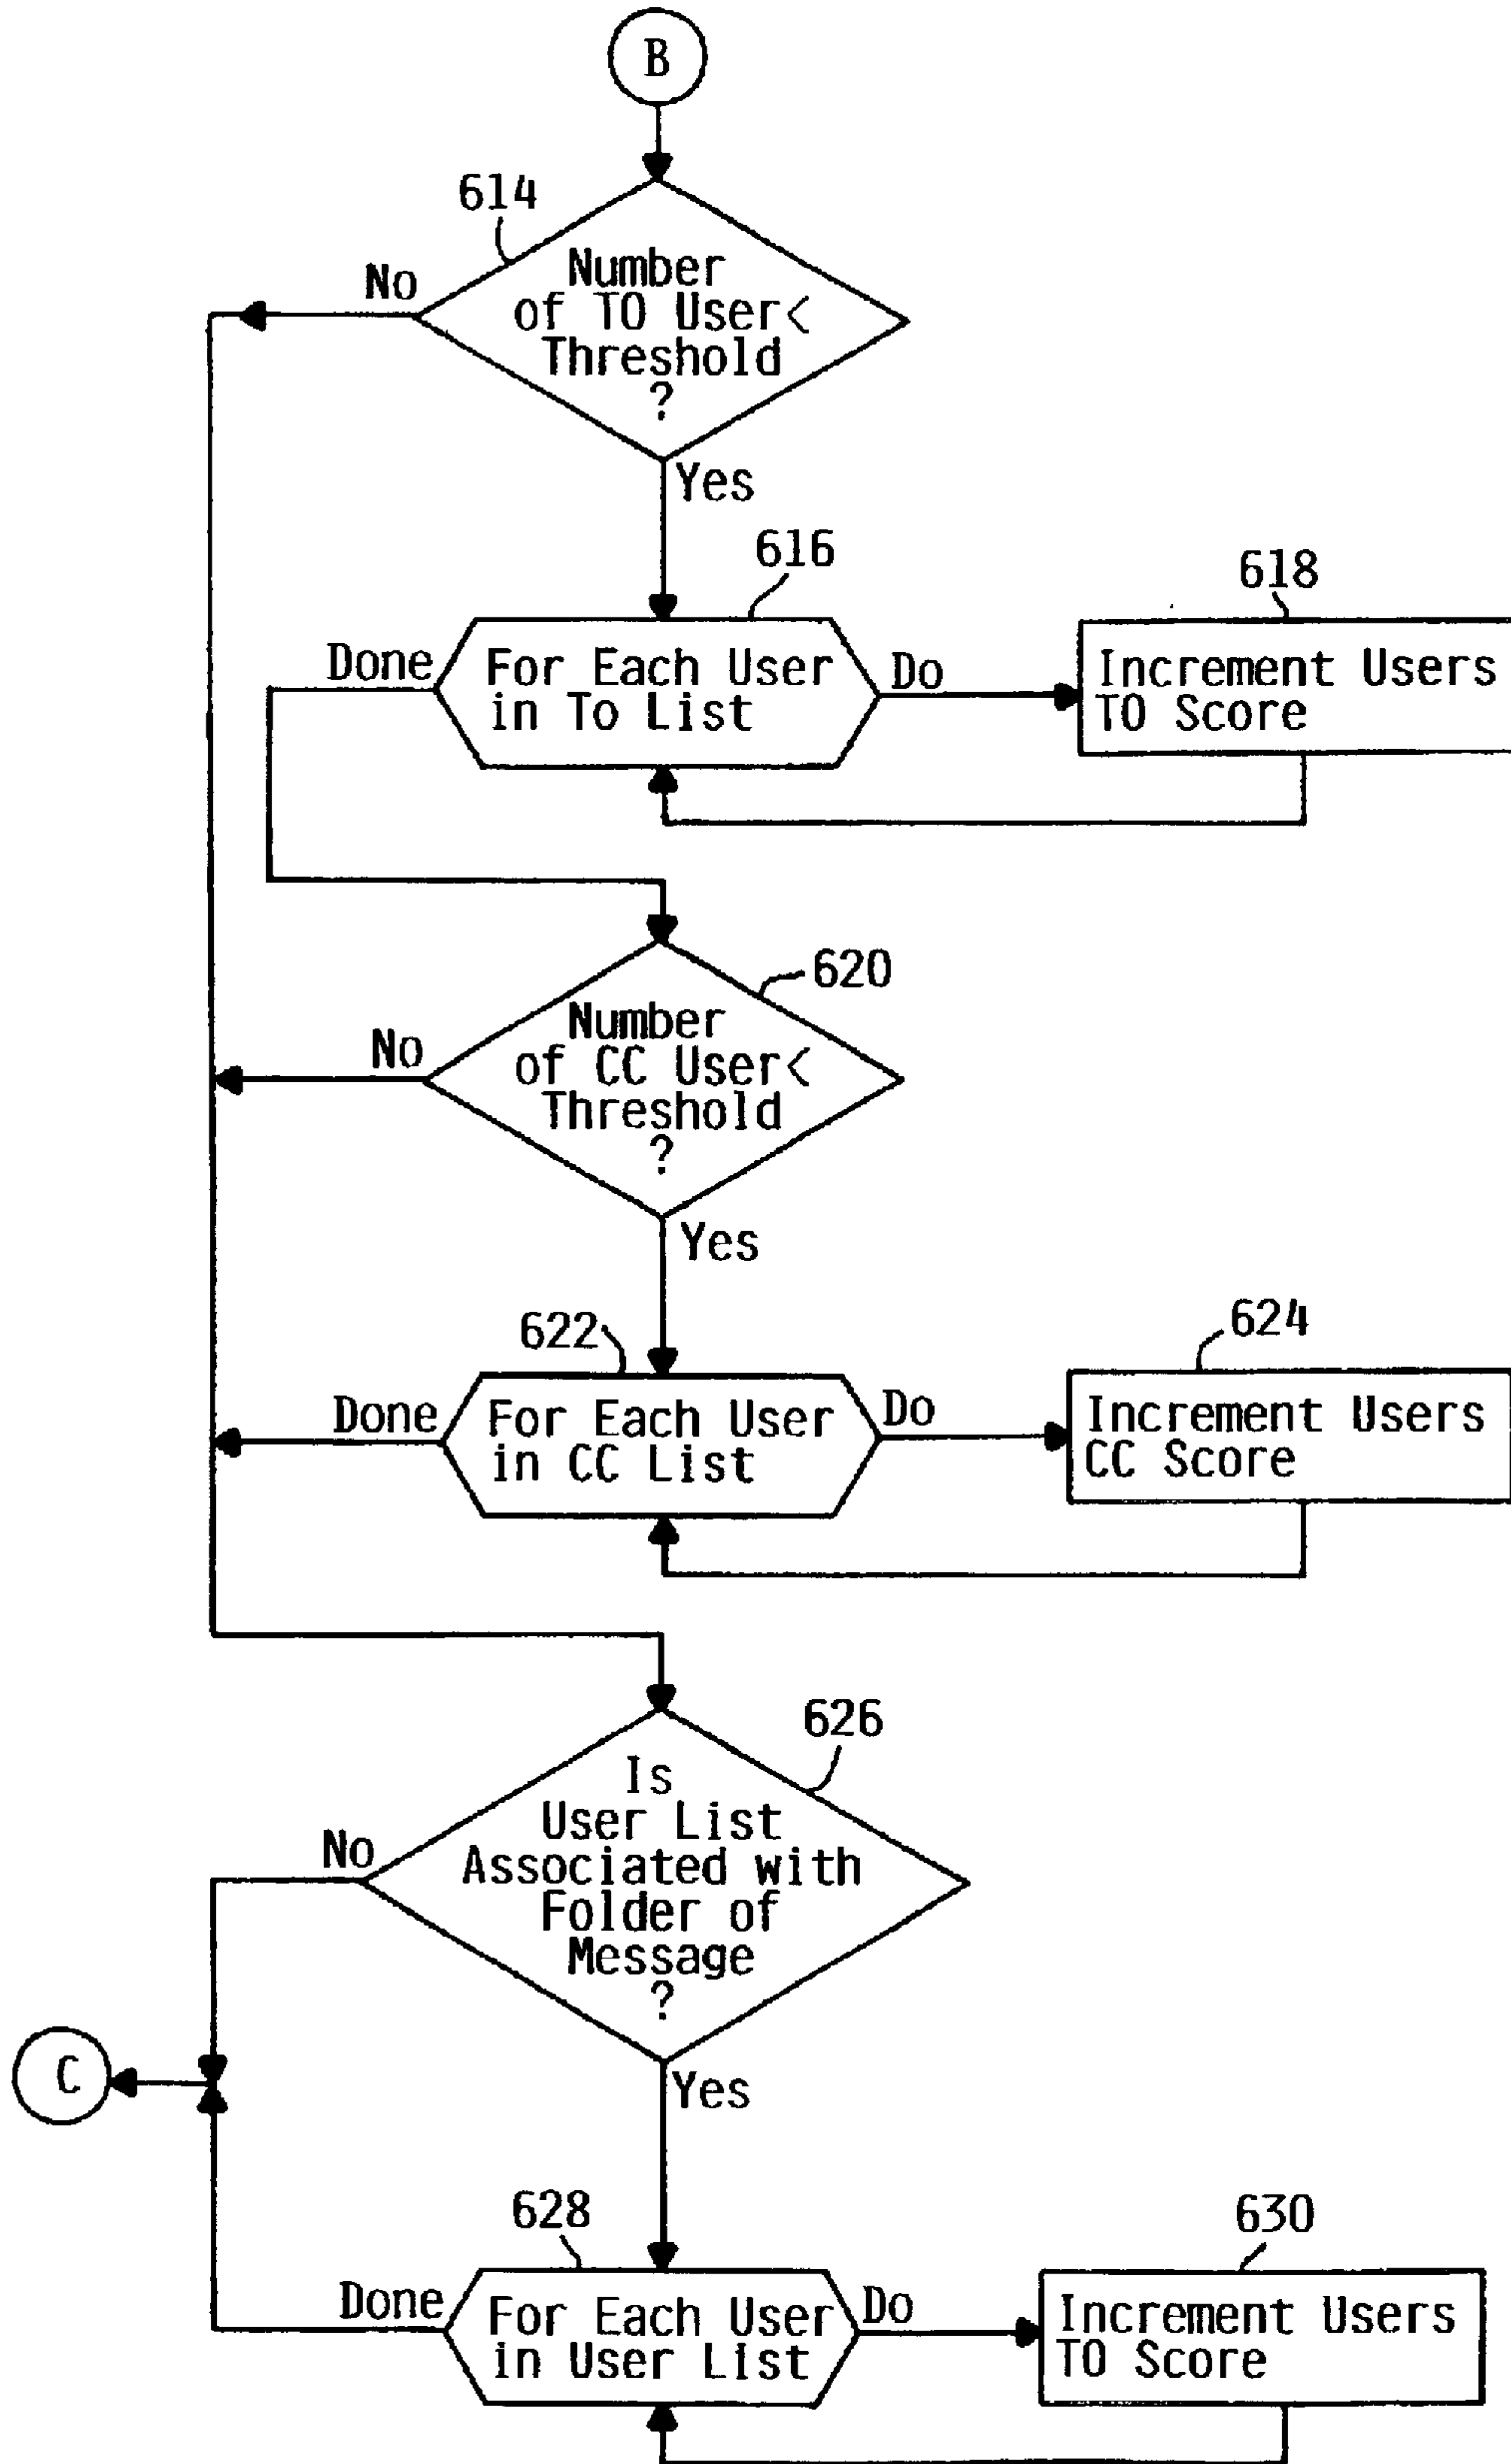 B
614
No
Number
of TO User<
Threshold
?
Yes
616
618
Done
For Each User
in To List
Do
Increment Users
TO Score
620
No
Number
of CC User<
Threshold
?
Yes
622
624
Done
For Each User
in CC List
Do
Increment Users
CC Score
626
No
Is
User List
Associated with
Folder of
Message
?
C
Yes
628
630
Done
For Each User
in User List
Do
Increment Users
TO Score